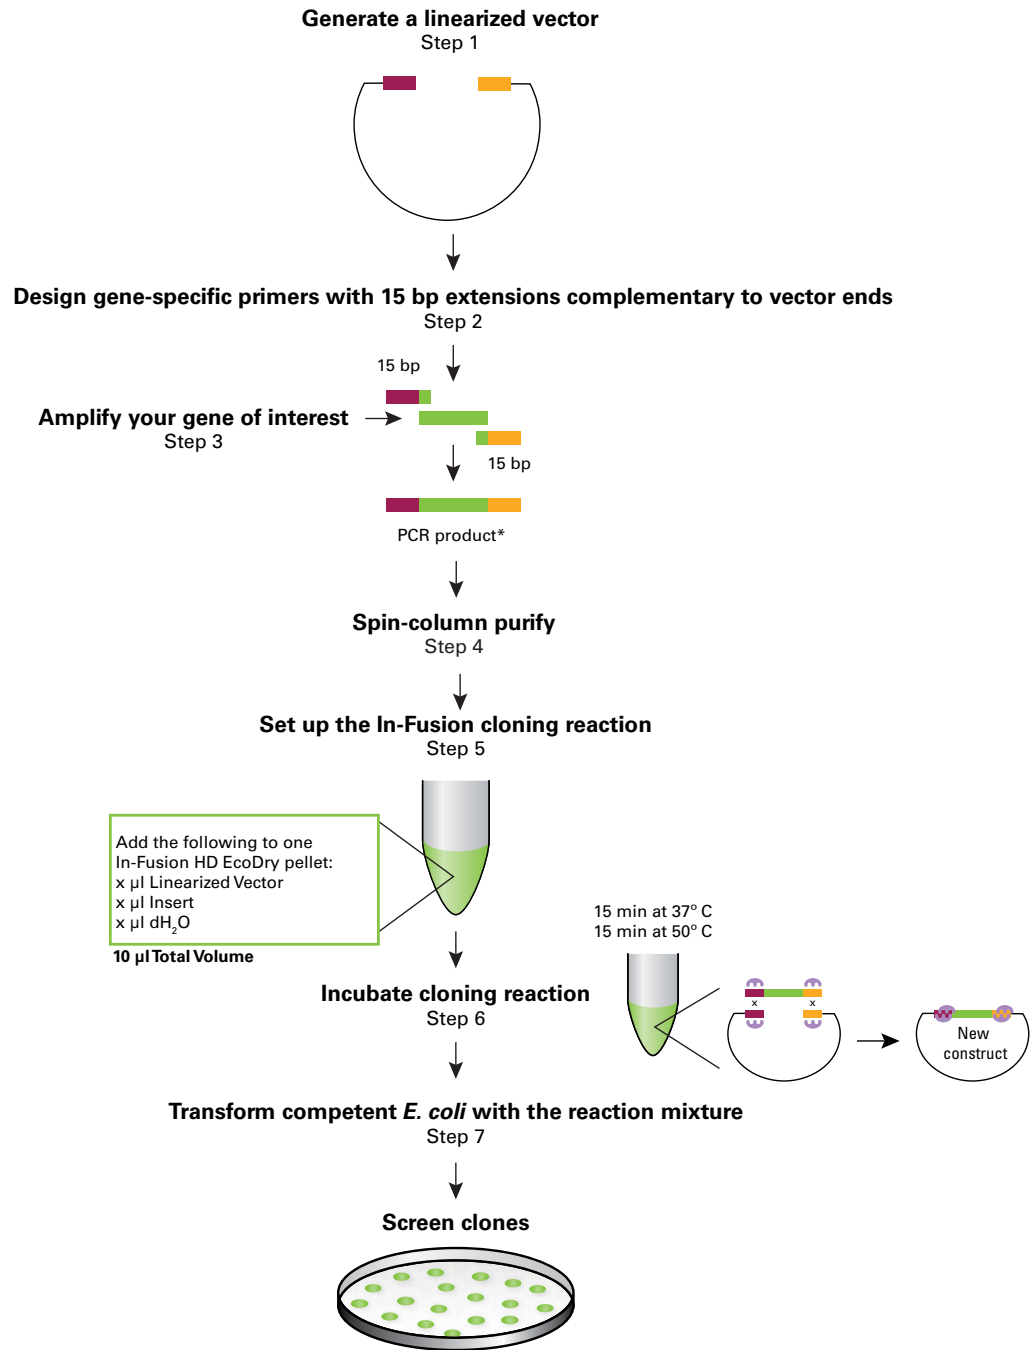 Generate a linearized vector
Step 1
Design gene-specific primers with 15 bp extensions complementary to vector ends
Step 2
15 bp
Amplify your gene of interest
Step 3
15 bp
PCR product*
Spin-column purify
Step 4
Set up the In-Fusion cloning reaction
Step 5
Add the following to one
In-Fusion HD EcoDry pellet:
x µl Linearized Vector
x µl Insert
x µl dH₂O
10 µl Total Volume
15 min at 37° C
15 min at 50° C
Incubate cloning reaction
Step 6
x x
New
construct
Transform competent E. coli with the reaction mixture
Step 7
Screen clones